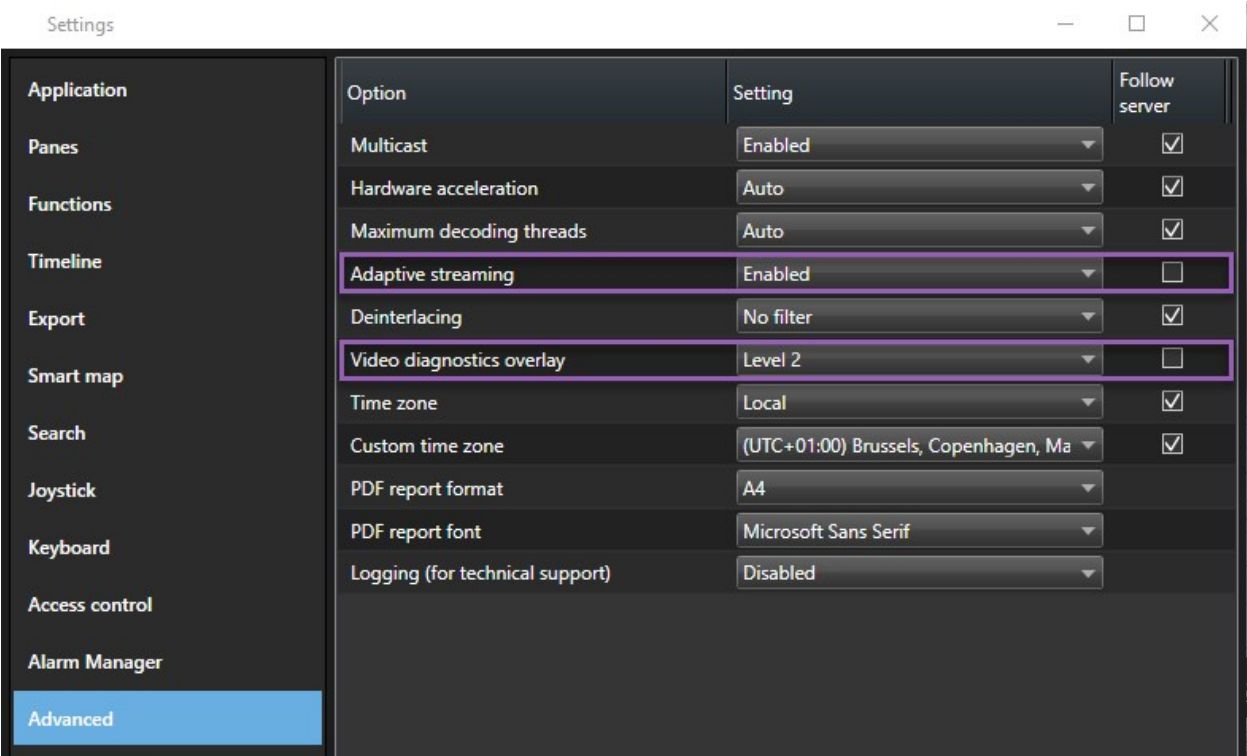 Settings
Application
Panes
Functions
Timeline
Export
Smart map
Search
Joystick
Keyboard
Access control
Alarm Manager
Advanced
Option Setting Follow server
Multicast Enabled
Hardware acceleration Auto
Maximum decoding threads Auto
Adaptive streaming Enabled
Deinterlacing No filter
Video diagnostics overlay Level 2
Time zone Local
Custom time zone (UTC+01:00) Brussels, Copenhagen, Ma
PDF report format A4
PDF report font Microsoft Sans Serif
Logging (for technical support) Disabled